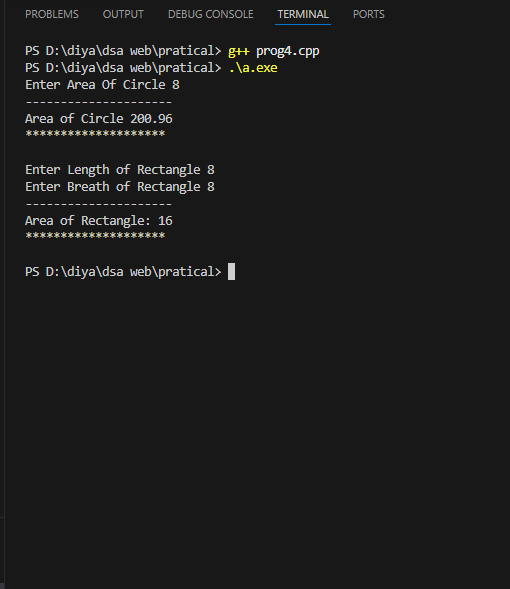 PROBLEMS OUTPUT DEBUG CONSOLE TERMINAL PORTS
PS D:\diya\dsa web\pratical> g++ prog4.cpp
PS D:\diya\dsa web\pratical> .\a.exe
Enter Area Of Circle 8
---------------------
Area of Circle 200.96
********************
Enter Length of Rectangle 8
Enter Breath of Rectangle 8
---------------------
Area of Rectangle: 16
********************
PS D:\diya\dsa web\pratical>